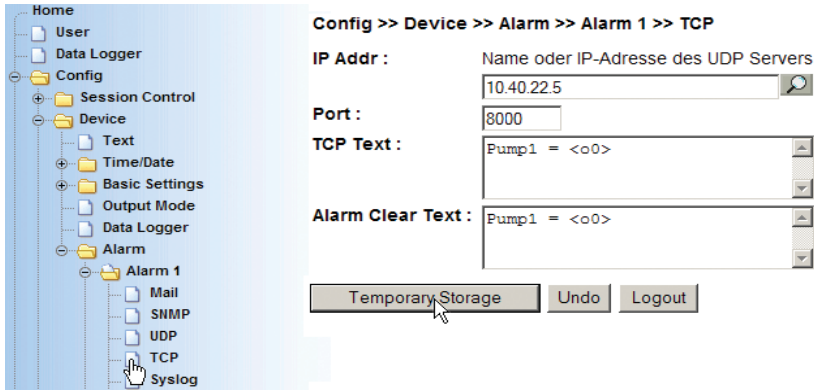 Home
User
Data Logger
Config
Session Control
Device
Text
Time/Date
Basic Settings
Output Mode
Data Logger
Alarm
Alarm 1
Mail
SNMP
UDP
TCP
Syslog
Config >> Device >> Alarm >> Alarm 1 >> TCP
IP Addr : Name oder IP-Adresse des UDP Servers
10.40.22.5
Port : 8000
TCP Text : Pump1 = <o0>
Alarm Clear Text : Pump1 = <o0>
Temporary Storage Undo Logout